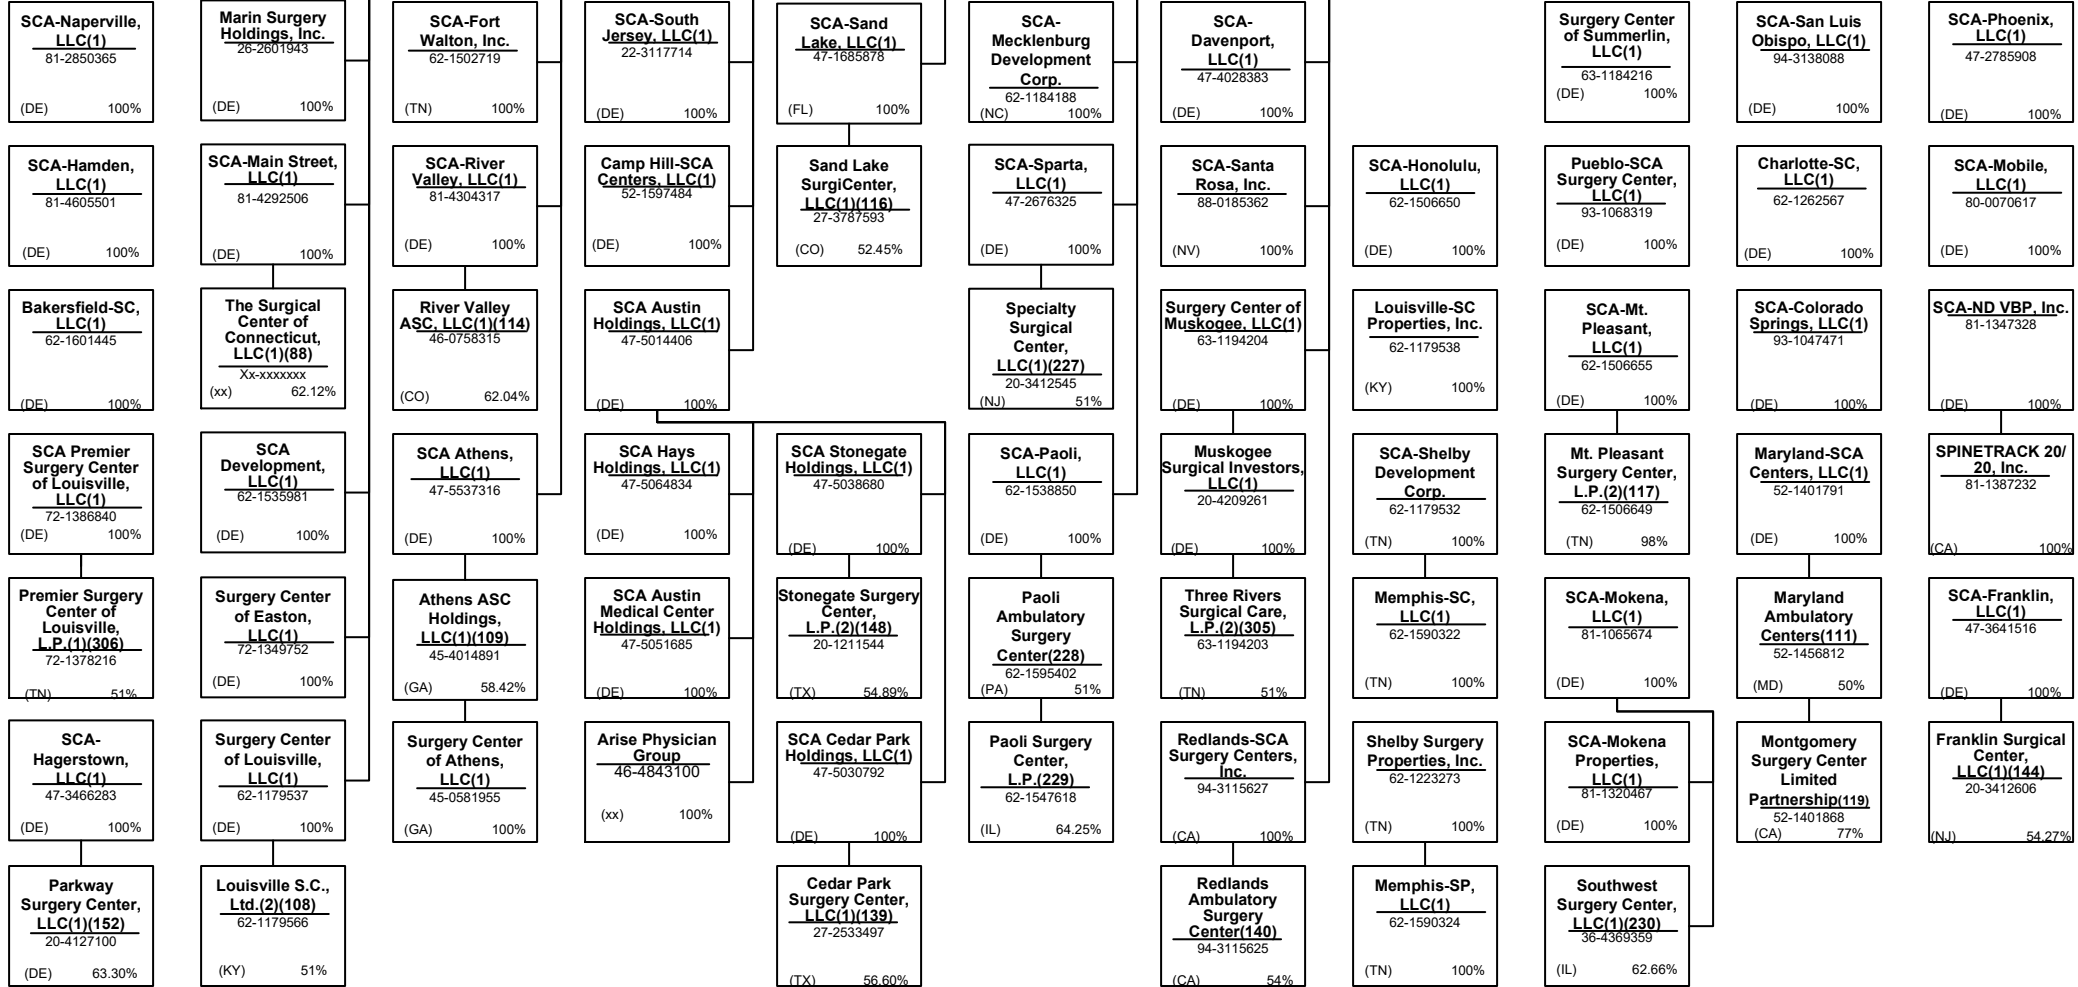 SCA-Naperville,
LLC(1)
81-2850365
(DE) 100%
Marin Surgery
Holdings, Inc.
26-2601943
(DE) 100%
SCA-Fort
Walton, Inc.
62-1502719
(TN) 100%
SCA-South
Jersey, LLC(1)
22-3117714
(DE) 100%
SCA-Sand
Lake, LLC(1)
47-1685878
(FL) 100%
SCA-
Mecklenburg
Development
Corp.
62-1184188
(NC) 100%
SCA-
Davenport,
LLC(1)
47-4028383
(DE) 100%
Surgery Center
of Summerlin,
LLC(1)
63-1184216
(DE) 100%
SCA-San Luis
Obispo, LLC(1)
94-3138088
(DE) 100%
SCA-Phoenix,
LLC(1)
47-2785908
(DE) 100%
SCA-Hamden,
LLC(1)
81-4605501
(DE) 100%
SCA-Main Street,
LLC(1)
81-4292506
(DE) 100%
SCA-River
Valley, LLC(1)
81-4304317
(DE) 100%
Camp Hill-SCA
Centers, LLC(1)
52-1597484
(DE) 100%
Sand Lake
SurgiCenter,
LLC(1)(116)
27-3787593
(CO) 52.45%
SCA-Sparta,
LLC(1)
47-2676325
(DE) 100%
SCA-Santa
Rosa, Inc.
88-0185362
(NV) 100%
SCA-Honolulu,
LLC(1)
62-1506650
(DE) 100%
Pueblo-SCA
Surgery Center,
LLC(1)
93-1068319
(DE) 100%
Charlotte-SC,
LLC(1)
62-1262567
(DE) 100%
SCA-Mobile,
LLC(1)
80-0070617
(DE) 100%
Bakersfield-SC,
LLC(1)
62-1601445
(DE) 100%
The Surgical
Center of
Connecticut,
LLC(1)(88)
Xx-xxxxxxx
(xx) 62.12%
River Valley
ASC, LLC(1)(114)
46-0758315
(CO) 62.04%
SCA Austin
Holdings, LLC(1)
47-5014406
(DE) 100%
Specialty
Surgical
Center,
LLC(1)(227)
20-3412545
(NJ) 51%
Surgery Center of
Muskogee, LLC(1)
63-1194204
(DE) 100%
Louisville-SC
Properties, Inc.
62-1179538
(KY) 100%
SCA-Mt.
Pleasant,
LLC(1)
62-1506655
(DE) 100%
SCA-Colorado
Springs, LLC(1)
93-1047471
(DE) 100%
SCA-ND VBP, Inc.
81-1347328
(DE) 100%
SCA Premier
Surgery Center
of Louisville,
LLC(1)
72-1386840
(DE) 100%
SCA
Development,
LLC(1)
62-1535981
(DE) 100%
SCA Athens,
LLC(1)
47-5537316
(DE) 100%
SCA Hays
Holdings, LLC(1)
47-5064834
(DE) 100%
SCA Stonegate
Holdings, LLC(1)
47-5038680
(DE) 100%
SCA-Paoli,
LLC(1)
62-1538850
(DE) 100%
Muskogee
Surgical Investors,
LLC(1)
20-4209261
(DE) 100%
SCA-Shelby
Development
Corp.
62-1179532
(TN) 100%
Mt. Pleasant
Surgery Center,
L.P.(2)(117)
62-1506649
(TN) 98%
Maryland-SCA
Centers, LLC(1)
52-1401791
(DE) 100%
SPINETRACK 20/
20, Inc.
81-1387232
(CA) 100%
Premier Surgery
Center of
Louisville,
L.P.(1)(306)
72-1378216
(TN) 51%
Surgery Center
of Easton,
LLC(1)
72-1349752
(DE) 100%
Athens ASC
Holdings,
LLC(1)(109)
45-4014891
(GA) 58.42%
SCA Austin
Medical Center
Holdings, LLC(1)
47-5051685
(DE) 100%
Stonegate Surgery
Center,
L.P.(2)(148)
20-1211544
(TX) 54.89%
Paoli
Ambulatory
Surgery
Center(228)
62-1595402
(PA) 51%
Three Rivers
Surgical Care,
L.P.(2)(305)
63-1194203
(TN) 51%
Memphis-SC,
LLC(1)
62-1590322
(TN) 100%
SCA-Mokena,
LLC(1)
81-1065674
(DE) 100%
Maryland
Ambulatory
Centers(111)
52-1456812
(MD) 50%
SCA-Franklin,
LLC(1)
47-3641516
(DE) 100%
SCA-
Hagerstown,
LLC(1)
47-3466283
(DE) 100%
Surgery Center
of Louisville,
LLC(1)
62-1179537
(DE) 100%
Surgery Center
of Athens,
LLC(1)
45-0581955
(GA) 100%
Arise Physician
Group
46-4843100
(xx) 100%
SCA Cedar Park
Holdings, LLC(1)
47-5030792
(DE) 100%
Paoli Surgery
Center,
L.P.(229)
62-1547618
(IL) 64.25%
Redlands-SCA
Surgery Centers,
Inc.
94-3115627
(CA) 100%
Shelby Surgery
Properties, Inc.
62-1223273
(TN) 100%
SCA-Mokena
Properties,
LLC(1)
81-1320467
(DE) 100%
Montgomery
Surgery Center
Limited
Partnership(119)
52-1401868
(CA) 77%
Franklin Surgical
Center,
LLC(1)(144)
20-3412606
(NJ) 54.27%
Parkway
Surgery Center,
LLC(1)(152)
20-4127100
(DE) 63.30%
Louisville S.C.,
Ltd.(2)(108)
62-1179566
(KY) 51%
Cedar Park
Surgery Center,
LLC(1)(139)
27-2533497
(TX) 56.60%
Redlands
Ambulatory
Surgery
Center(140)
94-3115625
(CA) 54%
Memphis-SP,
LLC(1)
62-1590324
(TN) 100%
Southwest
Surgery Center,
LLC(1)(230)
36-4369359
(IL) 62.66%